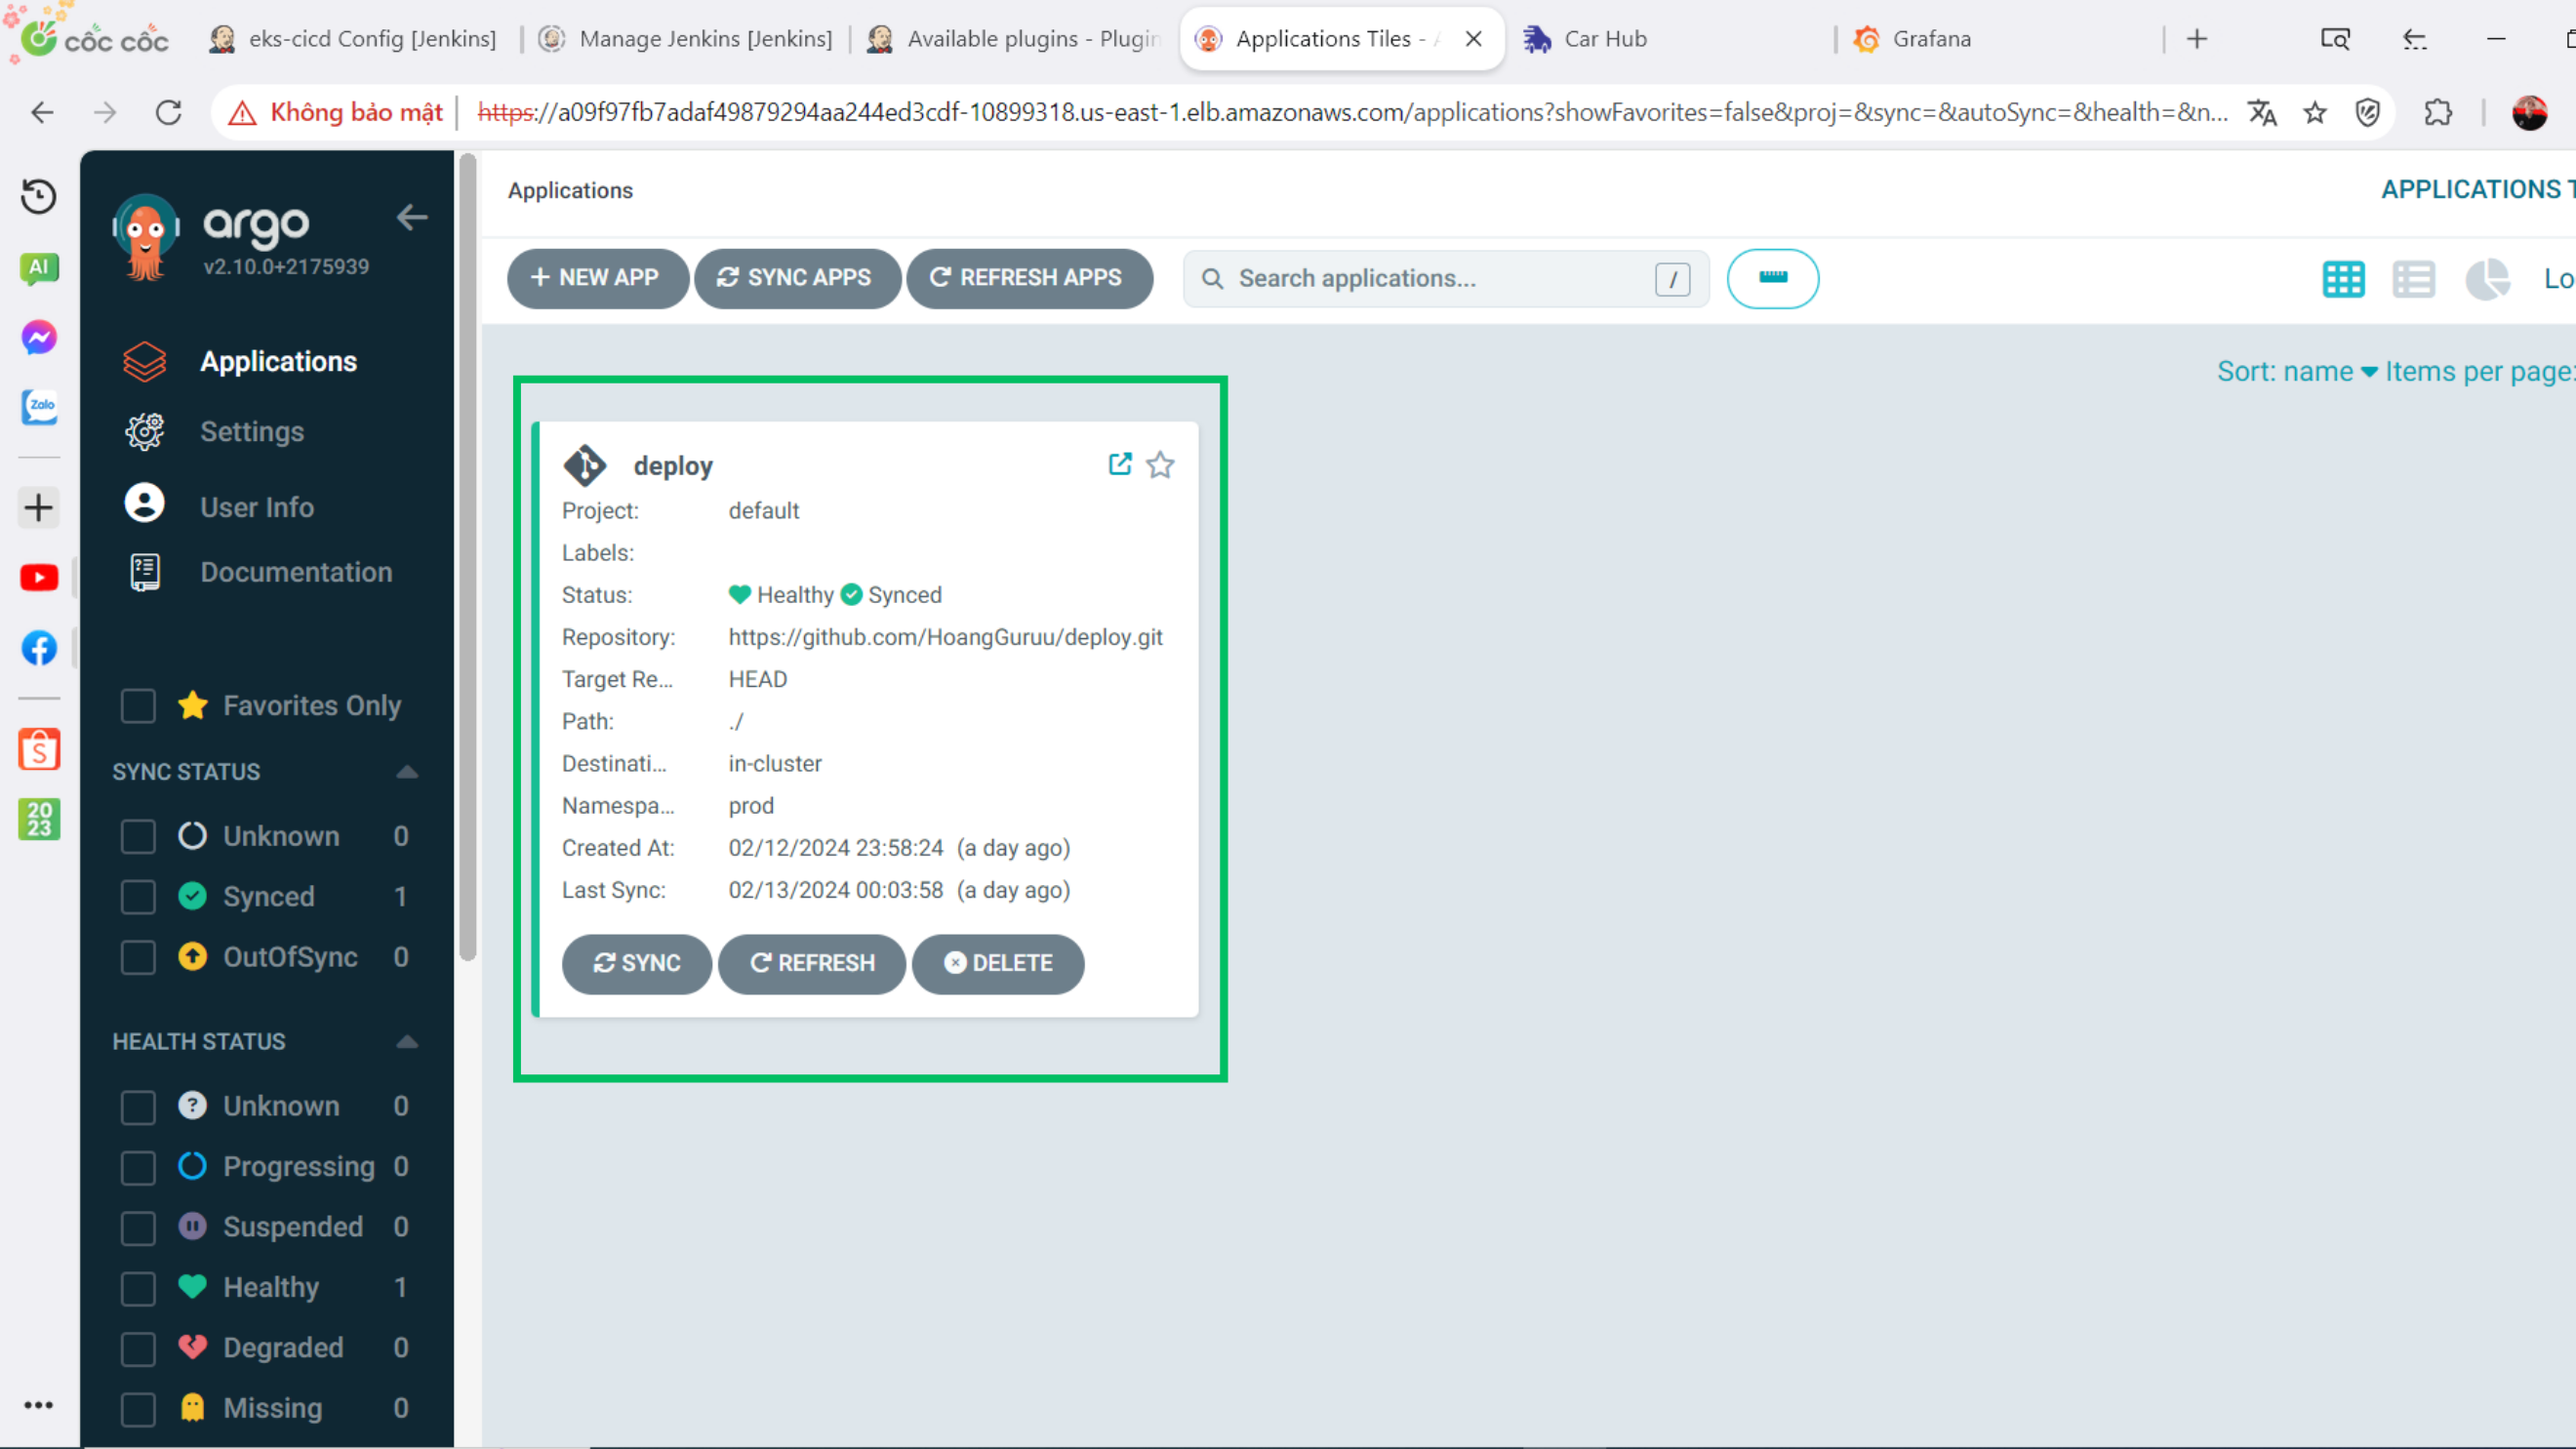 cốc cốc
eks-cicd Config [Jenkins]
Manage Jenkins [Jenkins]
Available plugins - Plugin
Applications Tiles - A
Car Hub
Grafana
Không bảo mật
https://a09f97fb7adaf49879294aa244ed3cdf-10899318.us-east-1.elb.amazonaws.com/applications?showFavorites=false&proj=&sync=&autoSync=&health=&n...
AI
Zalo
2023
argo
v2.10.0+2175939
Applications
Settings
User Info
Documentation
Favorites Only
SYNC STATUS
Unknown 0
Synced 1
OutOfSync 0
HEALTH STATUS
Unknown 0
Progressing 0
Suspended 0
Healthy 1
Degraded 0
Missing 0
Applications
APPLICATIONS T
NEW APP
SYNC APPS
REFRESH APPS
Search applications...
/
Lo
Sort: name Items per page:
deploy
Project: default
Labels:
Status: Healthy Synced
Repository: https://github.com/HoangGuruu/deploy.git
Target Re... HEAD
Path: ./
Destinati... in-cluster
Namespa... prod
Created At: 02/12/2024 23:58:24 (a day ago)
Last Sync: 02/13/2024 00:03:58 (a day ago)
SYNC
REFRESH
DELETE